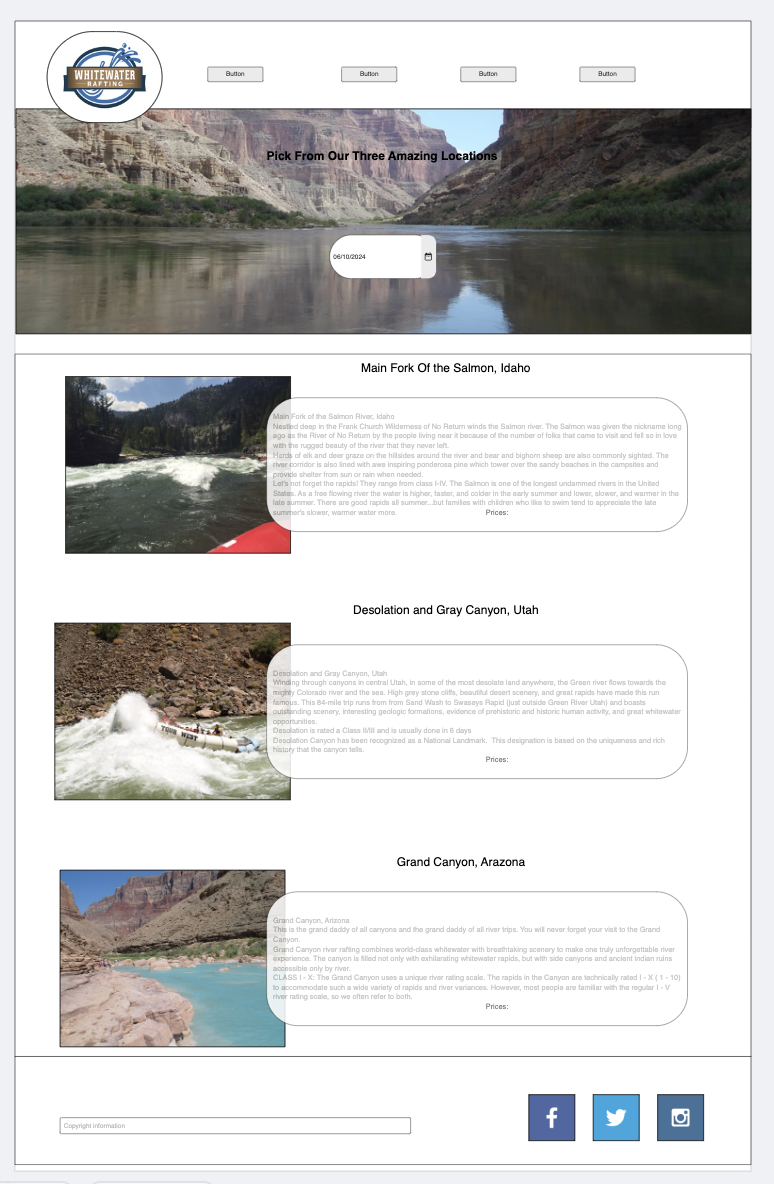 WHITEWATER
RAFTING
Button
Button
Button
Button
Pick From Our Three Amazing Locations
06/10/2024
Main Fork Of the Salmon, Idaho
Main Fork of the Salmon River, Idaho
Nestled deep in the Frank Church Wilderness of No Return winds the Salmon river. The Salmon was given the nickname long
ago as the River of No Return by the people living near it because of the number of folks that came to visit and fell so in love
with the rugged beauty of the river that they never left.
Herds of elk and deer graze on the hillsides around the river and bear and bighorn sheep are also commonly sighted. The
river corridor is also lined with awe inspiring ponderosa pine which tower over the sandy beaches in the campsites and
provide shelter from sun or rain when needed.
Let's not forget the rapids! They range from class I-IV. The Salmon is one of the longest undammed rivers in the United
States. As a free flowing river the water is higher, faster, and colder in the early summer and lower, slower, and warmer in the
late summer. There are good rapids all summer...but families with children who like to swim tend to appreciate the late
summer's slower, warmer water more.
Prices:
Desolation and Gray Canyon, Utah
TOUR WEST
Desolation and Gray Canyon, Utah
Winding through canyons in central Utah, in some of the most desolate land anywhere, the Green river flows towards the
mighty Colorado river and the sea. High grey stone cliffs, beautiful desert scenery, and great rapids have made this run
famous. This 84-mile trip runs from from Sand Wash to Swaseys Rapid (just outside Green River Utah) and boasts
outstanding scenery, interesting geologic formations, evidence of prehistoric and historic human activity, and great whitewater
opportunities.
Desolation is rated a Class II/III and is usually done in 6 days
Desolation Canyon has been recognized as a National Landmark. This designation is based on the uniqueness and rich
history that the canyon tells.
Prices:
Grand Canyon, Arazona
Grand Canyon, Arizona
This is the grand daddy of all canyons and the grand daddy of all river trips. You will never forget your visit to the Grand
Canyon.
Grand Canyon river rafting combines world-class whitewater with breathtaking scenery to make one truly unforgettable river
experience. The canyon is filled not only with exhilarating whitewater rapids, but with side canyons and ancient Indian ruins
accessible only by river.
CLASS I - X: The Grand Canyon uses a unique river rating scale. The rapids in the Canyon are technically rated I - X ( 1 - 10)
to accommodate such a wide variety of rapids and river variances. However, most people are familiar with the regular I - V
river rating scale, so we often refer to both.
Prices:
Copyright information